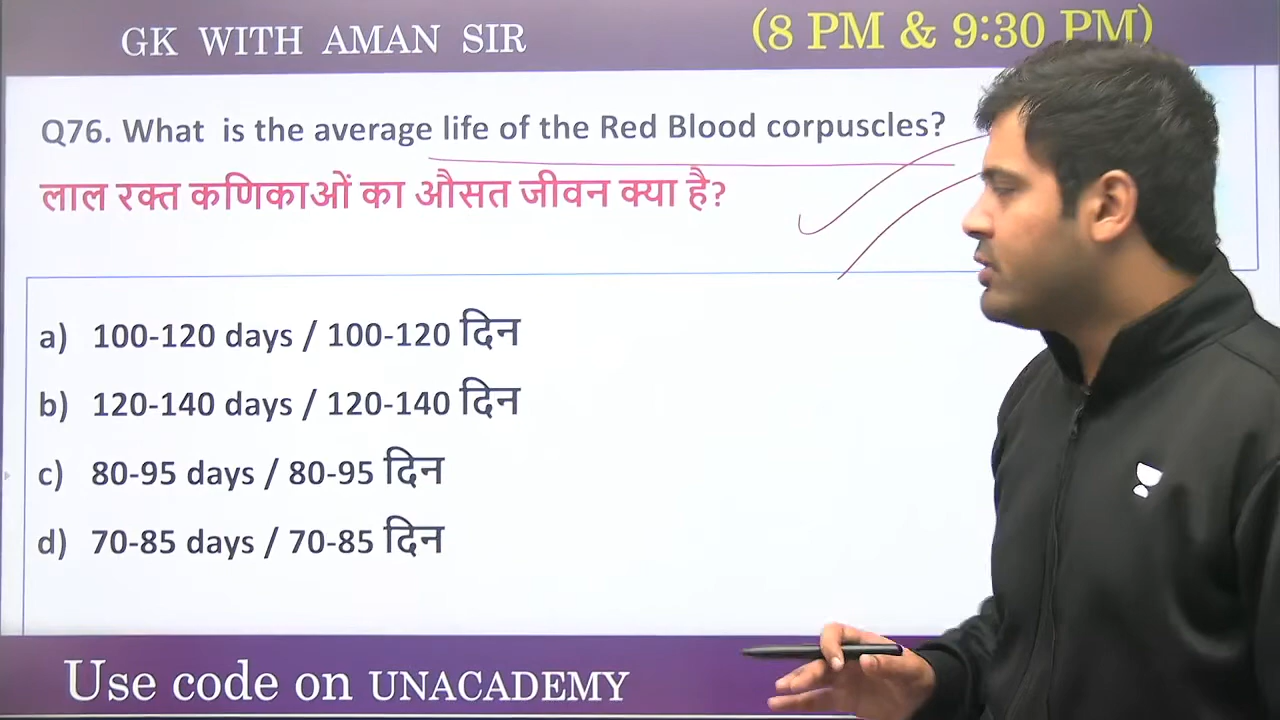 GK WITH AMAN SIR
(8 PM & 9:30 PM)
Q76. What is the average life of the Red Blood corpuscles?
लाल रक्त कणिकाओं का औसत जीवन क्या है?
a) 100-120 days / 100-120 दिन
b) 120-140 days / 120-140 दिन
c) 80-95 days / 80-95 दिन
d) 70-85 days / 70-85 दिन
Use code on UNACADEMY